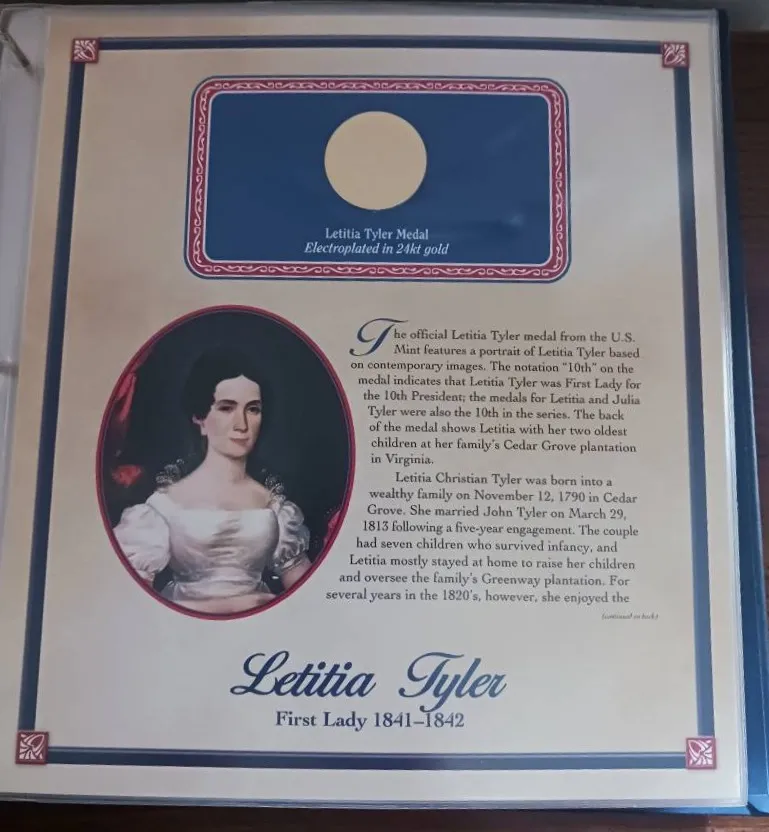 Letitia Tyler Medal
Electroplated in 24kt gold
The official Letitia Tyler medal from the U.S.
Mint features a portrait of Letitia Tyler based
on contemporary images. The notation "10th" on the
medal indicates that Letitia Tyler was First Lady for
the 10th President; the medals for Letitia and Julia
Tyler were also the 10th in the series. The back
of the medal shows Letitia with her two oldest
children at her family's Cedar Grove plantation
in Virginia.
Letitia Christian Tyler was born into a
wealthy family on November 12, 1790 in Cedar
Grove. She married John Tyler on March 29,
1813 following a five-year engagement. The couple
had seven children who survived infancy, and
Letitia mostly stayed at home to raise her children
and oversee the family's Greenway plantation. For
several years in the 1820's, however, she enjoyed the
(continued on back)
Letitia Tyler
First Lady 1841–1842